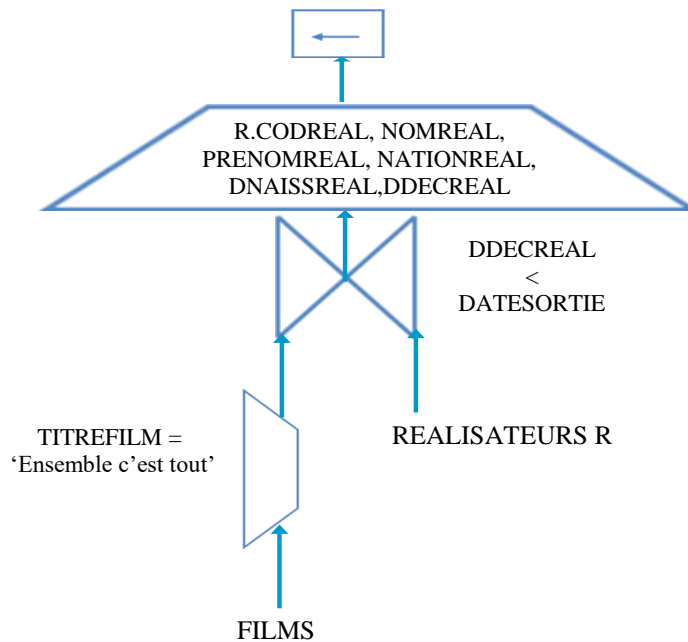 R.CODREAL, NOMREAL,
PRENOMREAL, NATIONREAL,
DNAISSREAL,DDECREAL
DDECREAL
<
DATESORTIE
TITREFILM =
‘Ensemble c’est tout’
REALISATEURS R
FILMS